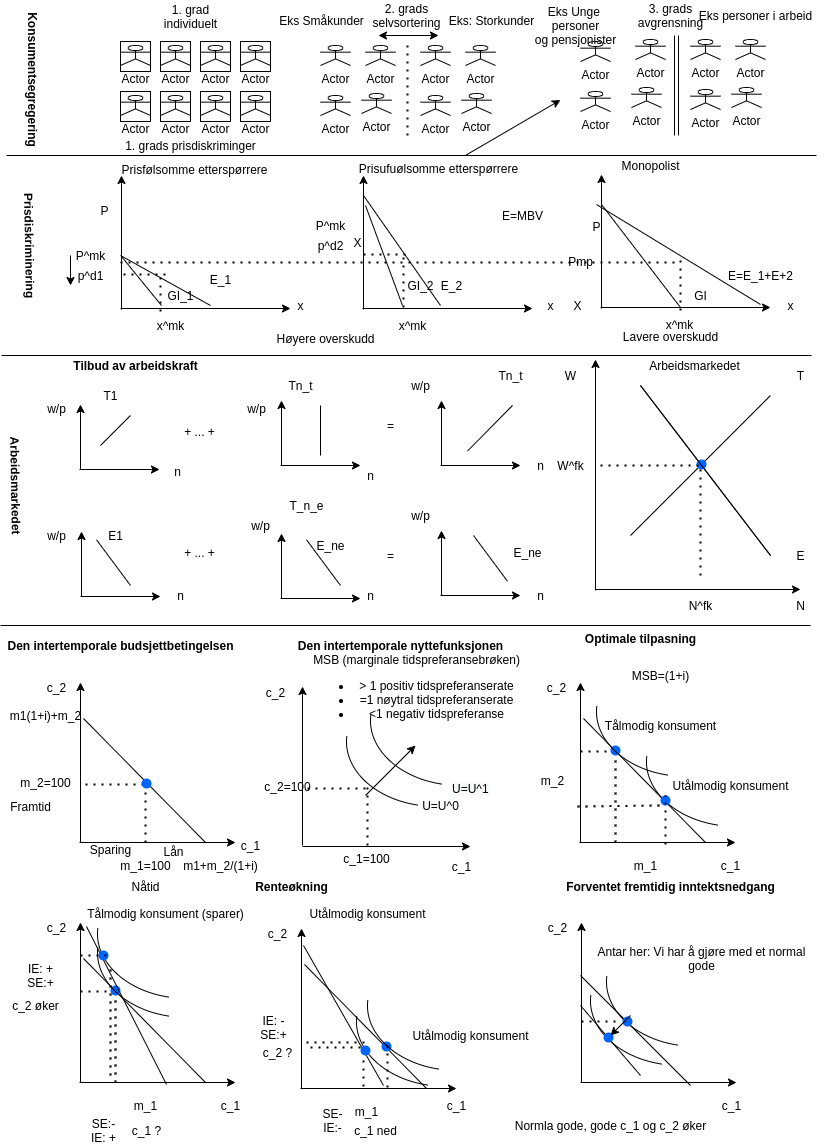 Konsumentsegregering
1. grad
individuelt
Actor Actor Actor Actor
Actor Actor Actor Actor
1. grads prisdiskriminger
2. grads
selvsortering
Eks Småkunder
Eks: Storkunder
Actor Actor Actor Actor
Actor Actor Actor Actor
3. grads
avgrensning
Eks Unge
personer
og pensjonister
Eks personer i arbeid
Actor Actor Actor Actor
Actor Actor Actor Actor
Prisdiskriminering
Prisfølsomme etterspørrere
P
P^mk
p^d1
E_1
GI_1
x
x^mk
Prisufuølsomme etterspørrere
P^mk
p^d2
X
E=MBV
GI_2
E_2
x
x^mk
Høyere overskudd
Monopolist
P
Pmp
E=E_1+E+2
GI
X
x
x^mk
Lavere overskudd
Arbeidsmarkedet
Tilbud av arbeidskraft
w/p
T1
n
+ ... +
w/p
Tn_t
n
=
w/p
Tn_t
n
w/p
E1
n
+ ... +
T_n_e
w/p
E_ne
n
=
w/p
E_ne
n
Arbeidsmarkedet
W
T
W^fk
E
N^fk
N
Den intertemporale budsjettbetingelsen
c_2
m1(1+i)+m_2
m_2=100
Framtid
Sparing
Lån
c_1
m_1=100
m1+m_2/(1+i)
Nåtid
Den intertemporale nyttefunksjonen
MSB (marginale tidspreferansebrøken)
• > 1 positiv tidspreferanserate
• =1 nøytral tidspreferanserate
• <1 negativ tidspreferanse
c_2
c_2=100
U=U^1
U=U^0
c_1=100
c_1
Optimale tilpasning
MSB=(1+i)
c_2
Tålmodig konsument
m_2
Utålmodig konsument
m_1
c_1
Renteøkning
Tålmodig konsument (sparer)
c_2
IE: +
SE:+
c_2 øker
m_1
c_1
SE:-
IE: +
c_1 ?
Utålmodig konsument
c_2
IE: -
SE:+
c_2 ?
Utålmodig konsument
SE-
IE:-
m_1
c_1 ned
c_1
Forventet fremtidig inntektsnedgang
c_2
Antar her: Vi har å gjøre med et normal
gode
c_1
Normla gode, gode c_1 og c_2 øker